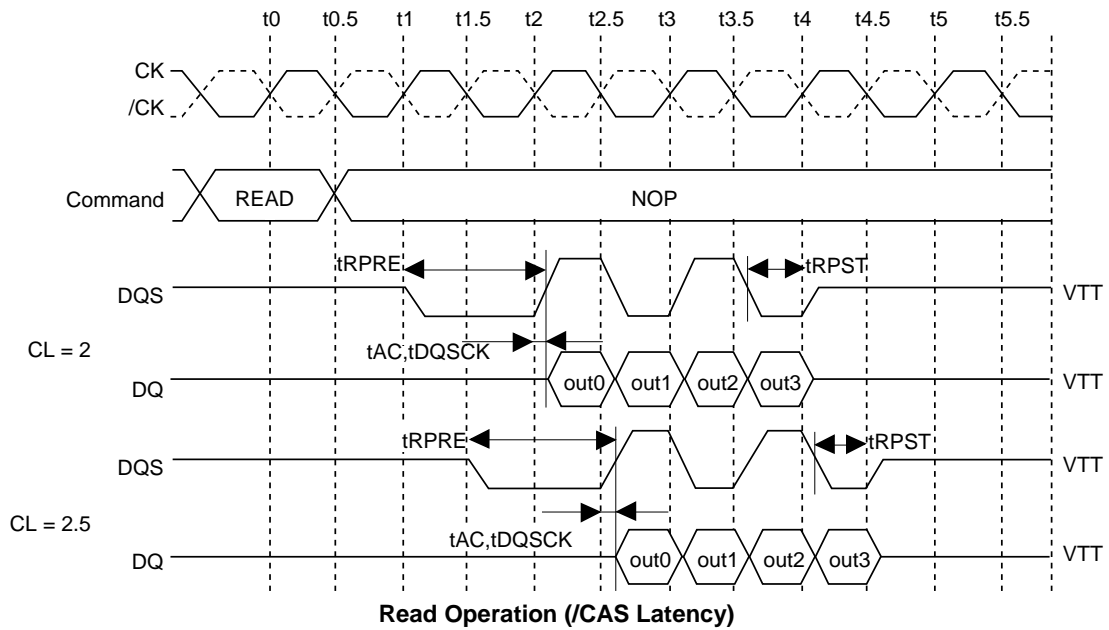 t0 t0.5 t1 t1.5 t2 t2.5 t3 t3.5 t4 t4.5 t5 t5.5
CK
/CK
Command READ NOP
tRPRE tRPST
DQS VTT
CL = 2
tAC,tDQSCK
DQ out0 out1 out2 out3 VTT
tRPRE tRPST
DQS VTT
CL = 2.5
tAC,tDQSCK
DQ out0 out1 out2 out3 VTT
Read Operation (/CAS Latency)